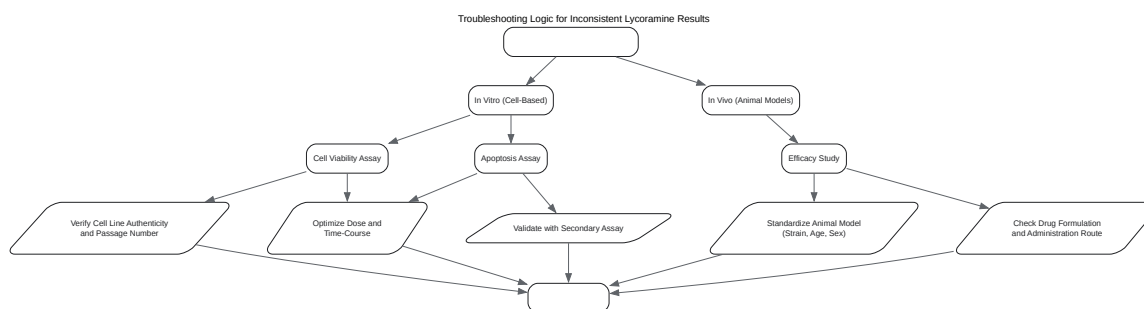 Troubleshooting Logic for Inconsistent Lycoramine Results
In Vitro (Cell-Based)
In Vivo (Animal Models)
Cell Viability Assay
Apoptosis Assay
Efficacy Study
Verify Cell Line Authenticity
and Passage Number
Optimize Dose and
Time-Course
Validate with Secondary Assay
Standardize Animal Model
(Strain, Age, Sex)
Check Drug Formulation
and Administration Route